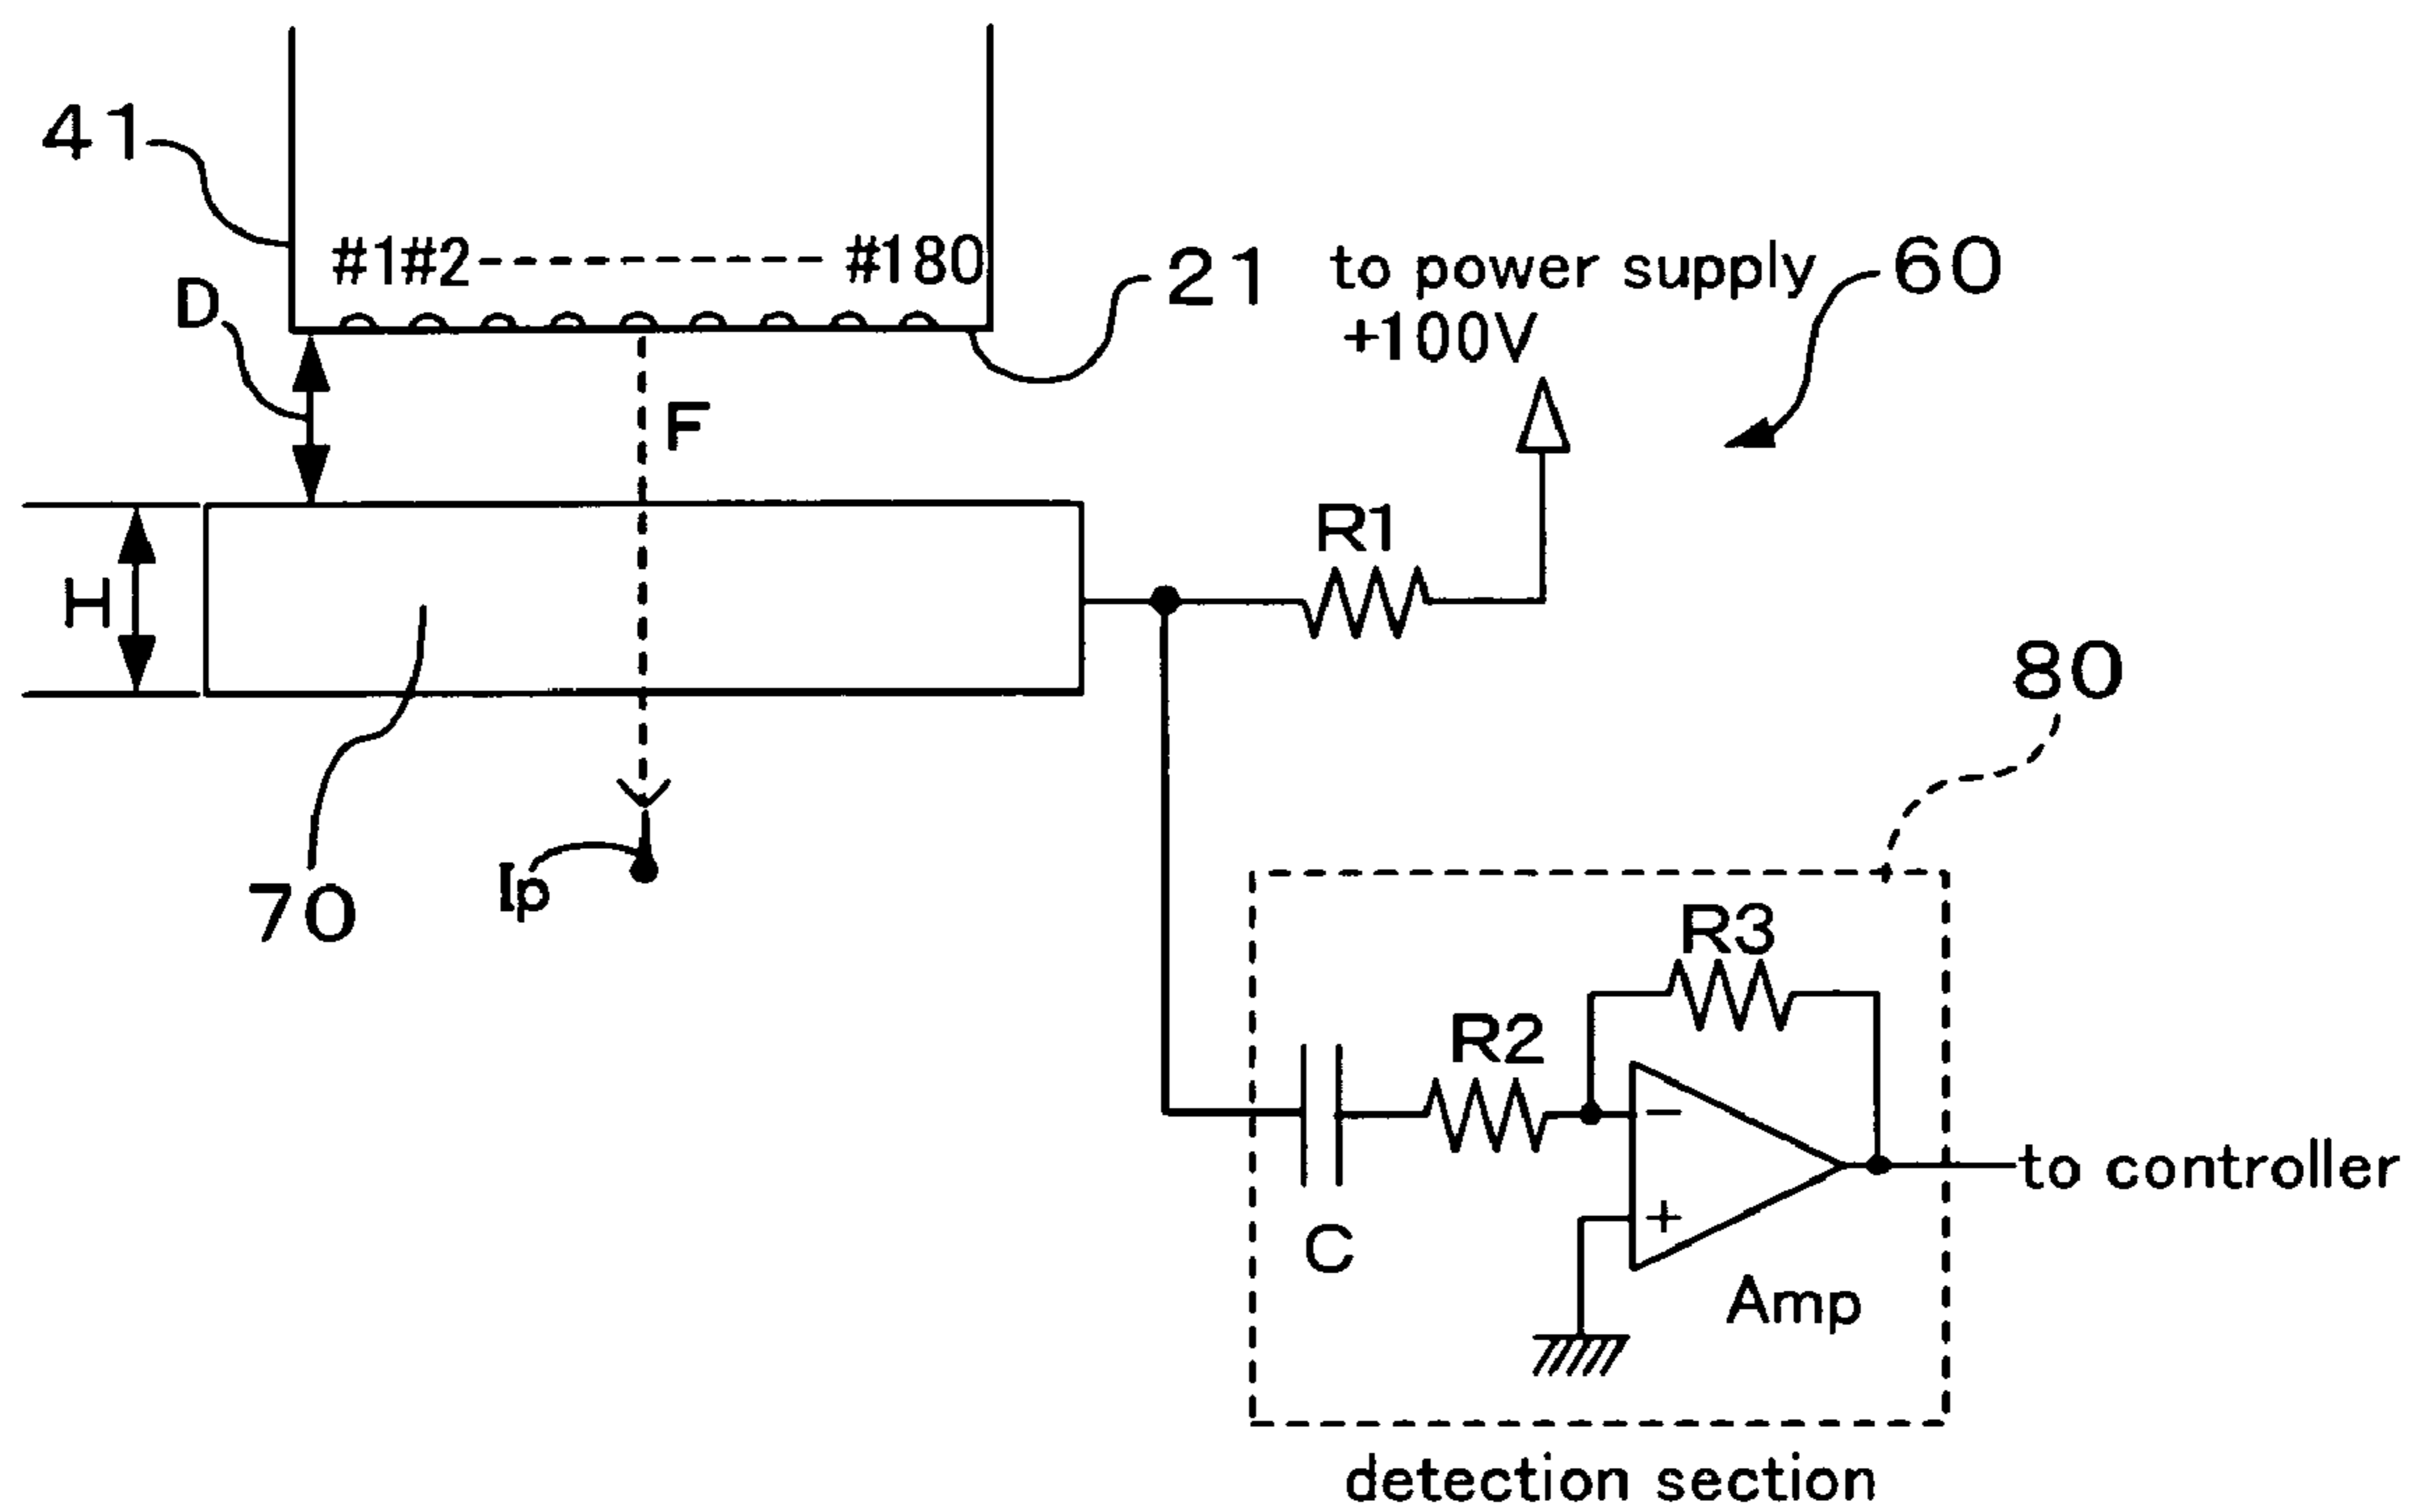 41
#1#2--------- #180
D
21
to power supply
+100V
60
F
H
R1
70
Ip
80
R3
R2
−
+
C
Amp
to controller
detection section